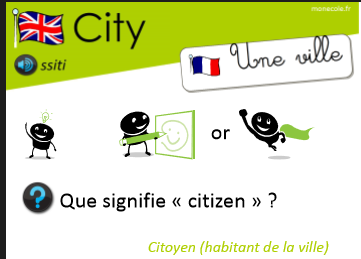 monecole.fr
City
ssiti
Une ville
or
?
Que signifie « citizen » ?
Citoyen (habitant de la ville)